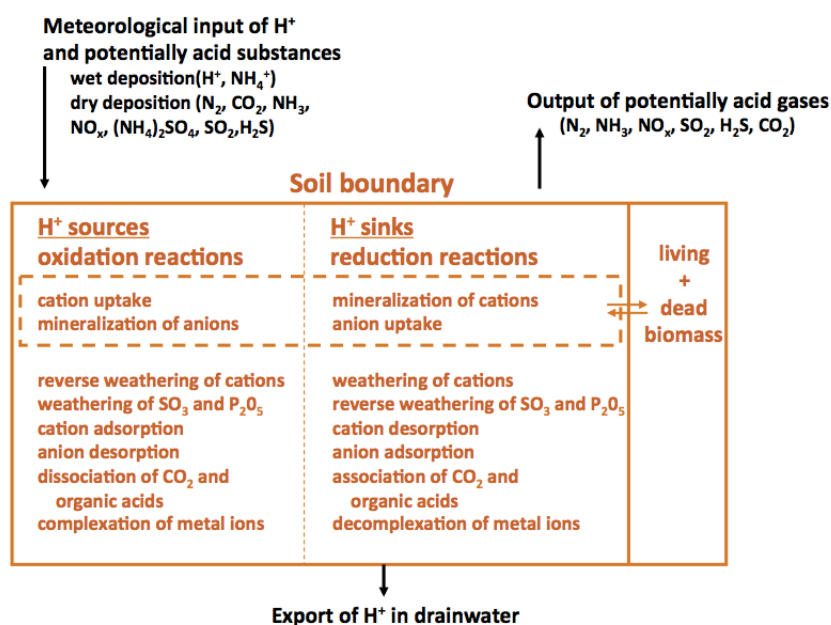 Meteorological input of H⁺
and potentially acid substances
wet deposition(H⁺, NH₄⁺)
dry deposition (N₂, CO₂, NH₃,
NOₓ, (NH₄)₂SO₄, SO₂,H₂S)
Output of potentially acid gases
(N₂, NH₃, NOₓ, SO₂, H₂S, CO₂)
Soil boundary
H⁺ sources
oxidation reactions
cation uptake
mineralization of anions
reverse weathering of cations
weathering of SO₃ and P₂0₅
cation adsorption
anion desorption
dissociation of CO₂ and
organic acids
complexation of metal ions
H⁺ sinks
reduction reactions
mineralization of cations
anion uptake
weathering of cations
reverse weathering of SO₃ and P₂0₅
cation desorption
anion adsorption
association of CO₂ and
organic acids
decomplexation of metal ions
living
+
dead
biomass
Export of H⁺ in drainwater